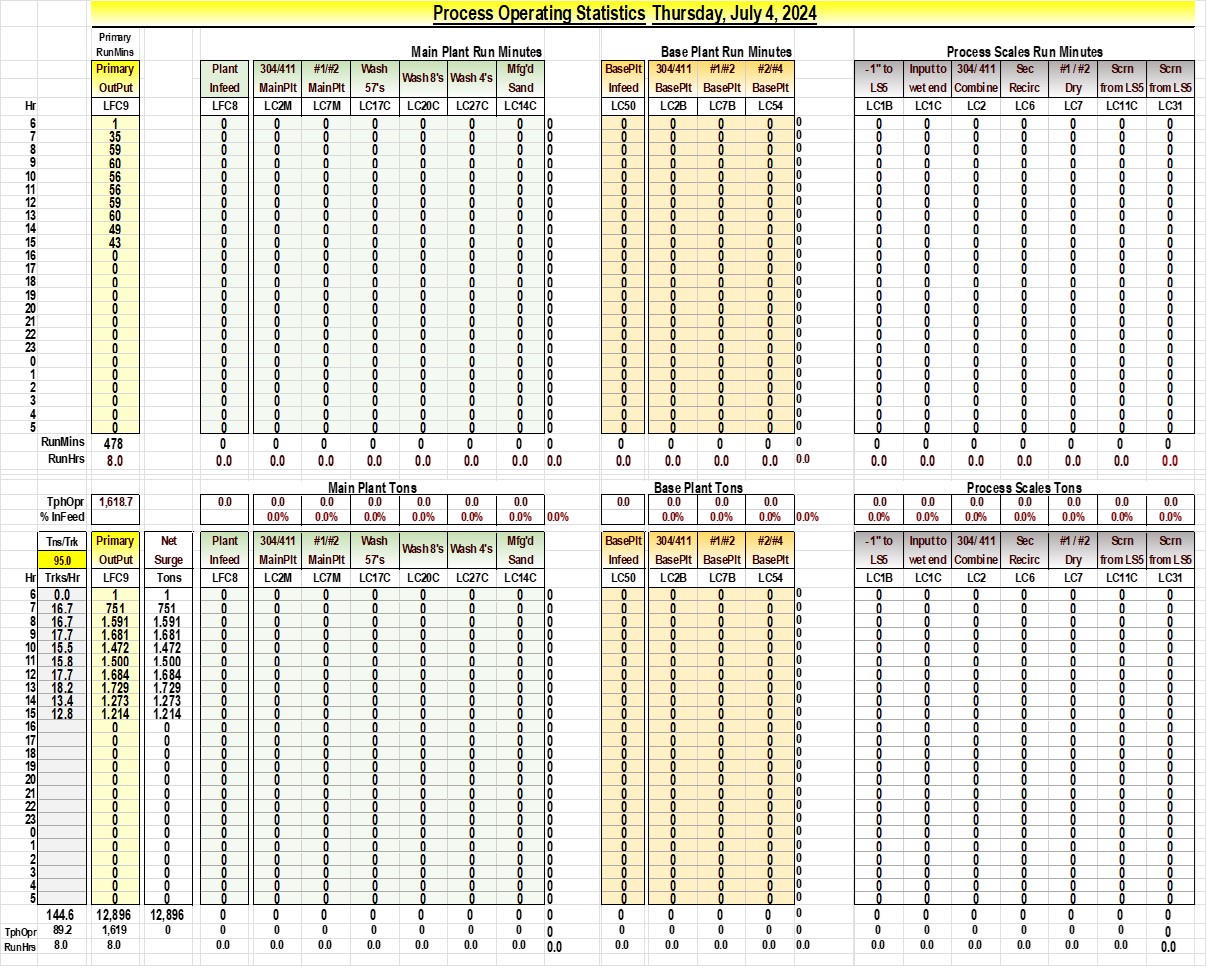 Process Operating Statistics Thursday, July 4, 2024
Primary
RunMins Main Plant Run Minutes Base Plant Run Minutes Process Scales Run Minutes
Primary Plant 304/411 #1/#2 Wash Wash 8's Wash 4's Mfg'd BasePlt 304/411 #1/#2 #2/#4 - 1" to Input to 304/ 411 Sec #1 / #2 Scrn Scrn
OutPut Infeed MainPlt MainPlt 57's Sand Infeed BasePlt BasePlt BasePlt LS5 wet end Combine Recirc Dry from LS5 from LS5
Hr LFC9 LFC8 LC2M LC7M LC17C LC20C LC27C LC14C LC50 LC2B LC7B LC54 LC1B LC1C LC2 LC6 LC7 LC11C LC31
6 1 0 0 0 0 0 0 0 0 0 0 0 0 0 0 0 0 0 0 0 0 0
7 35 0 0 0 0 0 0 0 0 0 0 0 0 0 0 0 0 0 0 0 0 0
8 59 0 0 0 0 0 0 0 0 0 0 0 0 0 0 0 0 0 0 0 0 0
9 60 0 0 0 0 0 0 0 0 0 0 0 0 0 0 0 0 0 0 0 0 0
10 56 0 0 0 0 0 0 0 0 0 0 0 0 0 0 0 0 0 0 0 0 0
11 56 0 0 0 0 0 0 0 0 0 0 0 0 0 0 0 0 0 0 0 0 0
12 59 0 0 0 0 0 0 0 0 0 0 0 0 0 0 0 0 0 0 0 0 0
13 60 0 0 0 0 0 0 0 0 0 0 0 0 0 0 0 0 0 0 0 0 0
14 49 0 0 0 0 0 0 0 0 0 0 0 0 0 0 0 0 0 0 0 0 0
15 43 0 0 0 0 0 0 0 0 0 0 0 0 0 0 0 0 0 0 0 0 0
16 0 0 0 0 0 0 0 0 0 0 0 0 0 0 0 0 0 0 0 0 0 0
17 0 0 0 0 0 0 0 0 0 0 0 0 0 0 0 0 0 0 0 0 0 0
18 0 0 0 0 0 0 0 0 0 0 0 0 0 0 0 0 0 0 0 0 0 0
19 0 0 0 0 0 0 0 0 0 0 0 0 0 0 0 0 0 0 0 0 0 0
20 0 0 0 0 0 0 0 0 0 0 0 0 0 0 0 0 0 0 0 0 0 0
21 0 0 0 0 0 0 0 0 0 0 0 0 0 0 0 0 0 0 0 0 0 0
22 0 0 0 0 0 0 0 0 0 0 0 0 0 0 0 0 0 0 0 0 0 0
23 0 0 0 0 0 0 0 0 0 0 0 0 0 0 0 0 0 0 0 0 0 0
0 0 0 0 0 0 0 0 0 0 0 0 0 0 0 0 0 0 0 0 0 0 0
1 0 0 0 0 0 0 0 0 0 0 0 0 0 0 0 0 0 0 0 0 0 0
2 0 0 0 0 0 0 0 0 0 0 0 0 0 0 0 0 0 0 0 0 0 0
3 0 0 0 0 0 0 0 0 0 0 0 0 0 0 0 0 0 0 0 0 0 0
4 0 0 0 0 0 0 0 0 0 0 0 0 0 0 0 0 0 0 0 0 0 0
5 0 0 0 0 0 0 0 0 0 0 0 0 0 0 0 0 0 0 0 0 0 0
RunMins 478 0 0 0 0 0 0 0 0 0 0 0 0 0 0 0 0 0 0 0 0 0
RunHrs 8.0 0.0 0.0 0.0 0.0 0.0 0.0 0.0 0.0 0.0 0.0 0.0 0.0 0.0 0.0 0.0 0.0 0.0 0.0 0.0 0.0
Main Plant Tons Base Plant Tons Process Scales Tons
TphOpr 1,618.7 0.0 0.0 0.0 0.0 0.0 0.0 0.0 0.0 0.0 0.0 0.0 0.0 0.0 0.0 0.0 0.0 0.0 0.0
% InFeed 0.0% 0.0% 0.0% 0.0% 0.0% 0.0% 0.0% 0.0% 0.0% 0.0% 0.0% 0.0% 0.0% 0.0% 0.0% 0.0% 0.0% 0.0%
Tns/Trk Primary Net Plant 304/411 #1/#2 Wash Wash 8's Wash 4's Mfg'd BasePlt 304/411 #1/#2 #2/#4 - 1" to Input to 304/ 411 Sec #1 / #2 Scrn Scrn
95.0 OutPut Surge Infeed MainPlt MainPlt 57's Sand Infeed BasePlt BasePlt BasePlt LS5 wet end Combine Recirc Dry from LS5 from LS5
Hr Trks/Hr LFC9 Tons LFC8 LC2M LC7M LC17C LC20C LC27C LC14C LC50 LC2B LC7B LC54 LC1B LC1C LC2 LC6 LC7 LC11C LC31
6 0.0 1 1 0 0 0 0 0 0 0 0 0 0 0 0 0 0 0 0 0 0 0 0
7 16.7 751 751 0 0 0 0 0 0 0 0 0 0 0 0 0 0 0 0 0 0 0 0
8 16.7 1.591 1.591 0 0 0 0 0 0 0 0 0 0 0 0 0 0 0 0 0 0 0 0
9 17.7 1.681 1.681 0 0 0 0 0 0 0 0 0 0 0 0 0 0 0 0 0 0 0 0
10 15.5 1.472 1.472 0 0 0 0 0 0 0 0 0 0 0 0 0 0 0 0 0 0 0 0
11 15.8 1.500 1.500 0 0 0 0 0 0 0 0 0 0 0 0 0 0 0 0 0 0 0 0
12 17.7 1.684 1.684 0 0 0 0 0 0 0 0 0 0 0 0 0 0 0 0 0 0 0 0
13 18.2 1.729 1.729 0 0 0 0 0 0 0 0 0 0 0 0 0 0 0 0 0 0 0 0
14 13.4 1.273 1.273 0 0 0 0 0 0 0 0 0 0 0 0 0 0 0 0 0 0 0 0
15 12.8 1.214 1.214 0 0 0 0 0 0 0 0 0 0 0 0 0 0 0 0 0 0 0 0
16 0 0 0 0 0 0 0 0 0 0 0 0 0 0 0 0 0 0 0 0 0 0
17 0 0 0 0 0 0 0 0 0 0 0 0 0 0 0 0 0 0 0 0 0 0
18 0 0 0 0 0 0 0 0 0 0 0 0 0 0 0 0 0 0 0 0 0 0
19 0 0 0 0 0 0 0 0 0 0 0 0 0 0 0 0 0 0 0 0 0 0
20 0 0 0 0 0 0 0 0 0 0 0 0 0 0 0 0 0 0 0 0 0 0
21 0 0 0 0 0 0 0 0 0 0 0 0 0 0 0 0 0 0 0 0 0 0
22 0 0 0 0 0 0 0 0 0 0 0 0 0 0 0 0 0 0 0 0 0 0
23 0 0 0 0 0 0 0 0 0 0 0 0 0 0 0 0 0 0 0 0 0 0
0 0 0 0 0 0 0 0 0 0 0 0 0 0 0 0 0 0 0 0 0 0 0
1 0 0 0 0 0 0 0 0 0 0 0 0 0 0 0 0 0 0 0 0 0 0
2 0 0 0 0 0 0 0 0 0 0 0 0 0 0 0 0 0 0 0 0 0 0
3 0 0 0 0 0 0 0 0 0 0 0 0 0 0 0 0 0 0 0 0 0 0
4 0 0 0 0 0 0 0 0 0 0 0 0 0 0 0 0 0 0 0 0 0 0
5 0 0 0 0 0 0 0 0 0 0 0 0 0 0 0 0 0 0 0 0 0 0
144.6 12,896 12,896 0 0 0 0 0 0 0 0 0 0 0 0 0 0 0 0 0 0 0 0
TphOpr 89.2 1,619 0 0 0 0 0 0 0 0 0 0 0 0 0 0 0 0 0 0 0 0 0
RunHrs 8.0 8.0 0.0 0.0 0.0 0.0 0.0 0.0 0.0 0.0 0.0 0.0 0.0 0.0 0.0 0.0 0.0 0.0 0.0 0.0 0.0 0.0